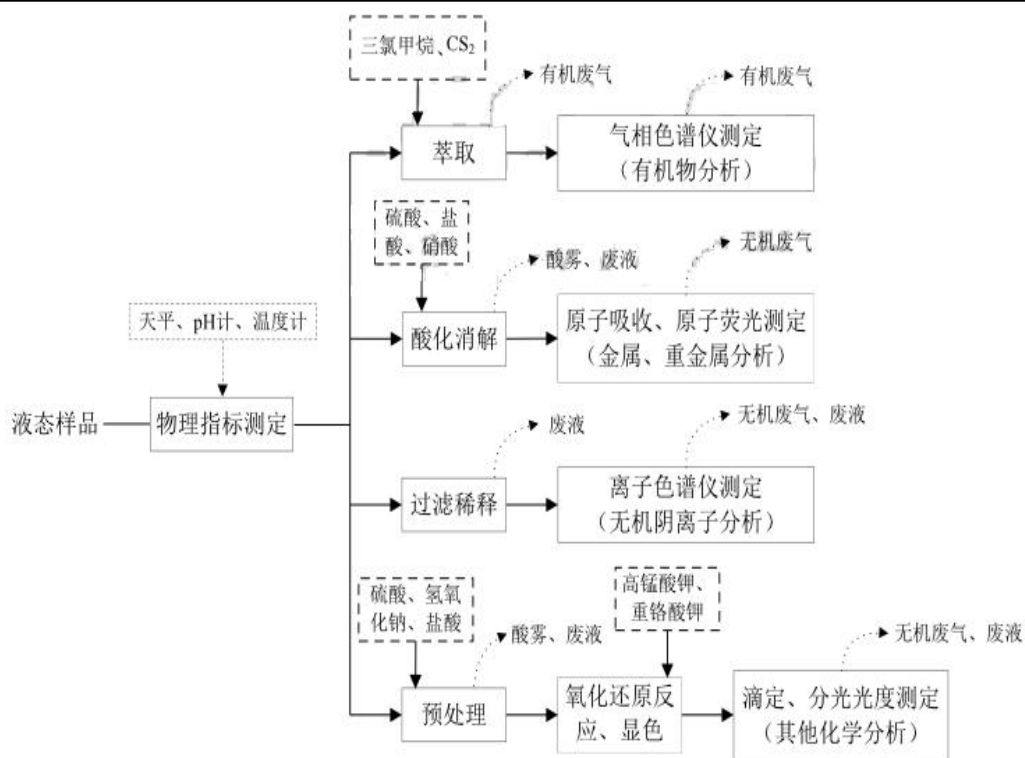 三氯甲烷、CS₂
有机废气
有机废气
萃取
气相色谱仪测定
（有机物分析）
硫酸、盐
酸、硝酸
酸雾、废液
无机废气
酸化消解
原子吸收、原子荧光测定
（金属、重金属分析）
天平、pH计、温度计
液态样品
物理指标测定
废液
无机废气、废液
过滤稀释
离子色谱仪测定
（无机阴离子分析）
硫酸、氢氧
化钠、盐酸
高锰酸钾、
重铬酸钾
酸雾、废液
无机废气、废液
预处理
氧化还原反
应、显色
滴定、分光光度测定
（其他化学分析）